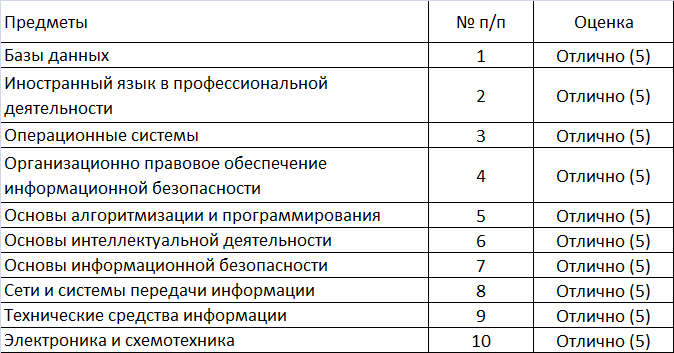 Предметы № п/п Оценка
Базы данных 1 Отлично (5)
Иностранный язык в профессиональной
деятельности 2 Отлично (5)
Операционные системы 3 Отлично (5)
Организационно правовое обеспечение
информационной безопасности 4 Отлично (5)
Основы алгоритмизации и программирования 5 Отлично (5)
Основы интеллектуальной деятельности 6 Отлично (5)
Основы информационной безопасности 7 Отлично (5)
Сети и системы передачи информации 8 Отлично (5)
Технические средства информации 9 Отлично (5)
Электроника и схемотехника 10 Отлично (5)